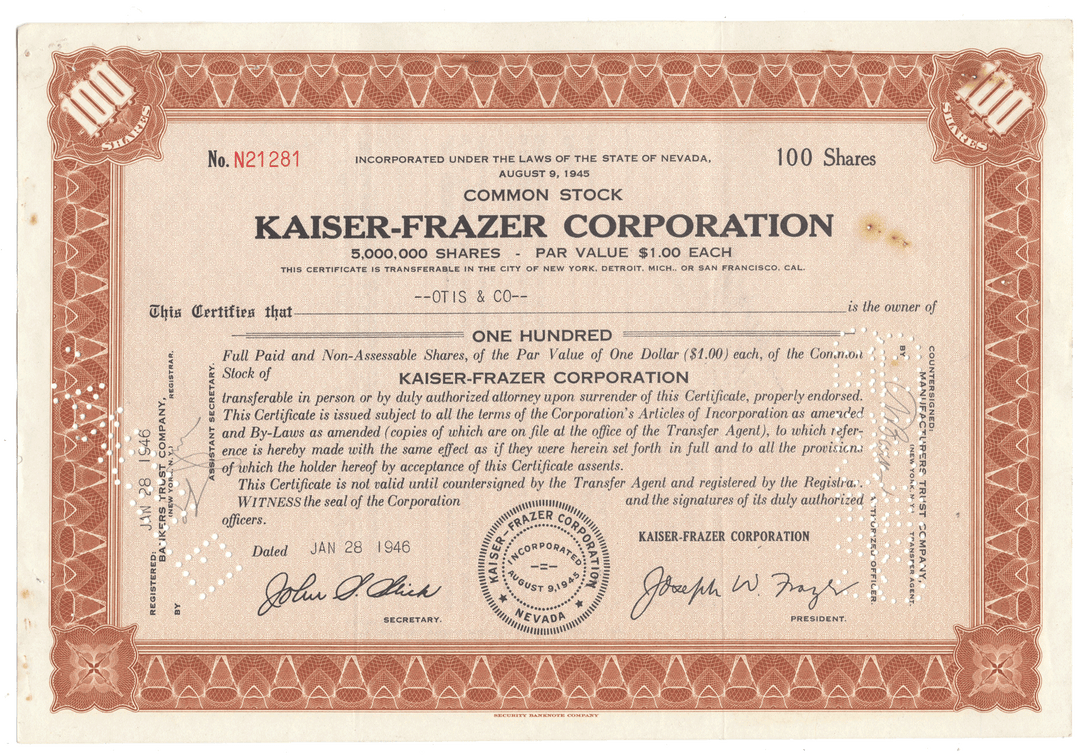 100
SHARES
100
SHARES
No. N21281
INCORPORATED UNDER THE LAWS OF THE STATE OF NEVADA,
AUGUST 9, 1945
100 Shares
COMMON STOCK
KAISER-FRAZER CORPORATION
5,000,000 SHARES - PAR VALUE $1.00 EACH
THIS CERTIFICATE IS TRANSFERABLE IN THE CITY OF NEW YORK, DETROIT, MICH., OR SAN FRANCISCO, CAL.
--OTIS & CO--
This Certifies that is the owner of
ONE HUNDRED
Full Paid and Non-Assessable Shares, of the Par Value of One Dollar ($1.00) each, of the Common
Stock of KAISER-FRAZER CORPORATION
transferable in person or by duly authorized attorney upon surrender of this Certificate, properly endorsed.
This Certificate is issued subject to all the terms of the Corporation's Articles of Incorporation as amended
and By-Laws as amended (copies of which are on file at the office of the Transfer Agent), to which refer-
ence is hereby made with the same effect as if they were herein set forth in full and to all the provisions
of which the holder hereof by acceptance of this Certificate assents.
This Certificate is not valid until countersigned by the Transfer Agent and registered by the Registrar.
WITNESS the seal of the Corporation and the signatures of its duly authorized
officers.
Dated JAN 28 1946
KAISER-FRAZER CORPORATION
KAISER-FRAZER CORPORATION
INCORPORATED
AUGUST 9, 1945
NEVADA
SECRETARY.
Joseph W. Frazer
PRESIDENT.
REGISTERED: JAN 28 1946
BANKERS TRUST COMPANY,
(NEW YORK, N.Y.) REGISTRAR.
BY
ASSISTANT SECRETARY.
COUNTERSIGNED:
MANUFACTURERS TRUST COMPANY,
(NEW YORK, N.Y.) TRANSFER AGENT.
BY
AUTHORIZED OFFICER.
SECURITY BANKNOTE COMPANY